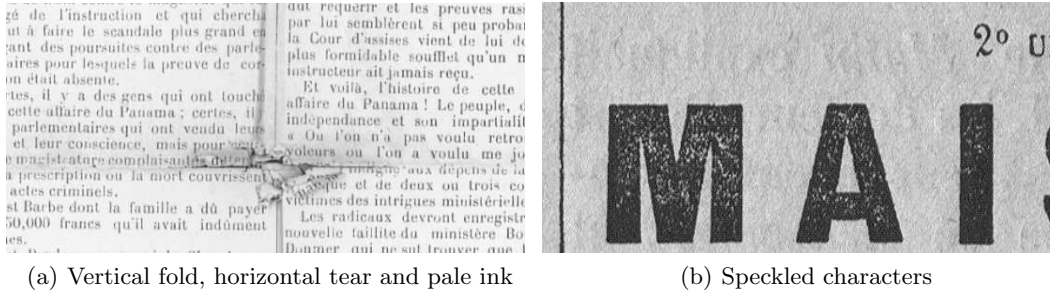 gé de l'instruction et qui chercha
ut à faire le scandale plus grand en
çant des poursuites contre des parle-
aires pour lesquels la preuve de cor-
on était absente.
rtes, il y a des gens qui ont touché
cette affaire du Panama ; certes, il
parlementaires qui ont vendu leurs
et leur conscience, mais pour
e magistrature complaisante
a prescription ou la mort couvrissent
actes criminels.
st Barbe dont la famille a dû payer
50,000 francs qu'il avait indûment
es.
dut requérir et les preuves rass
par lui semblèrent si peu probar
la Cour d'assises vient de lui do
plus formidable soufflet qu'un m
instructeur ait jamais reçu.
Et voilà, l'histoire de cette
affaire du Panama ! Le peuple, d
indépendance et son impartialit
« Ou l'on n'a pas voulu retro
voleurs ou l'on a voulu me jo
aux dépens de la
que et de deux ou trois co
victimes des intrigues ministérielle
Les radicaux devront enregistr
nouvelle faillite du ministère Bo
Doumer qui ne sut trouver que
(a) Vertical fold, horizontal tear and pale ink
2º U
MAIS
(b) Speckled characters